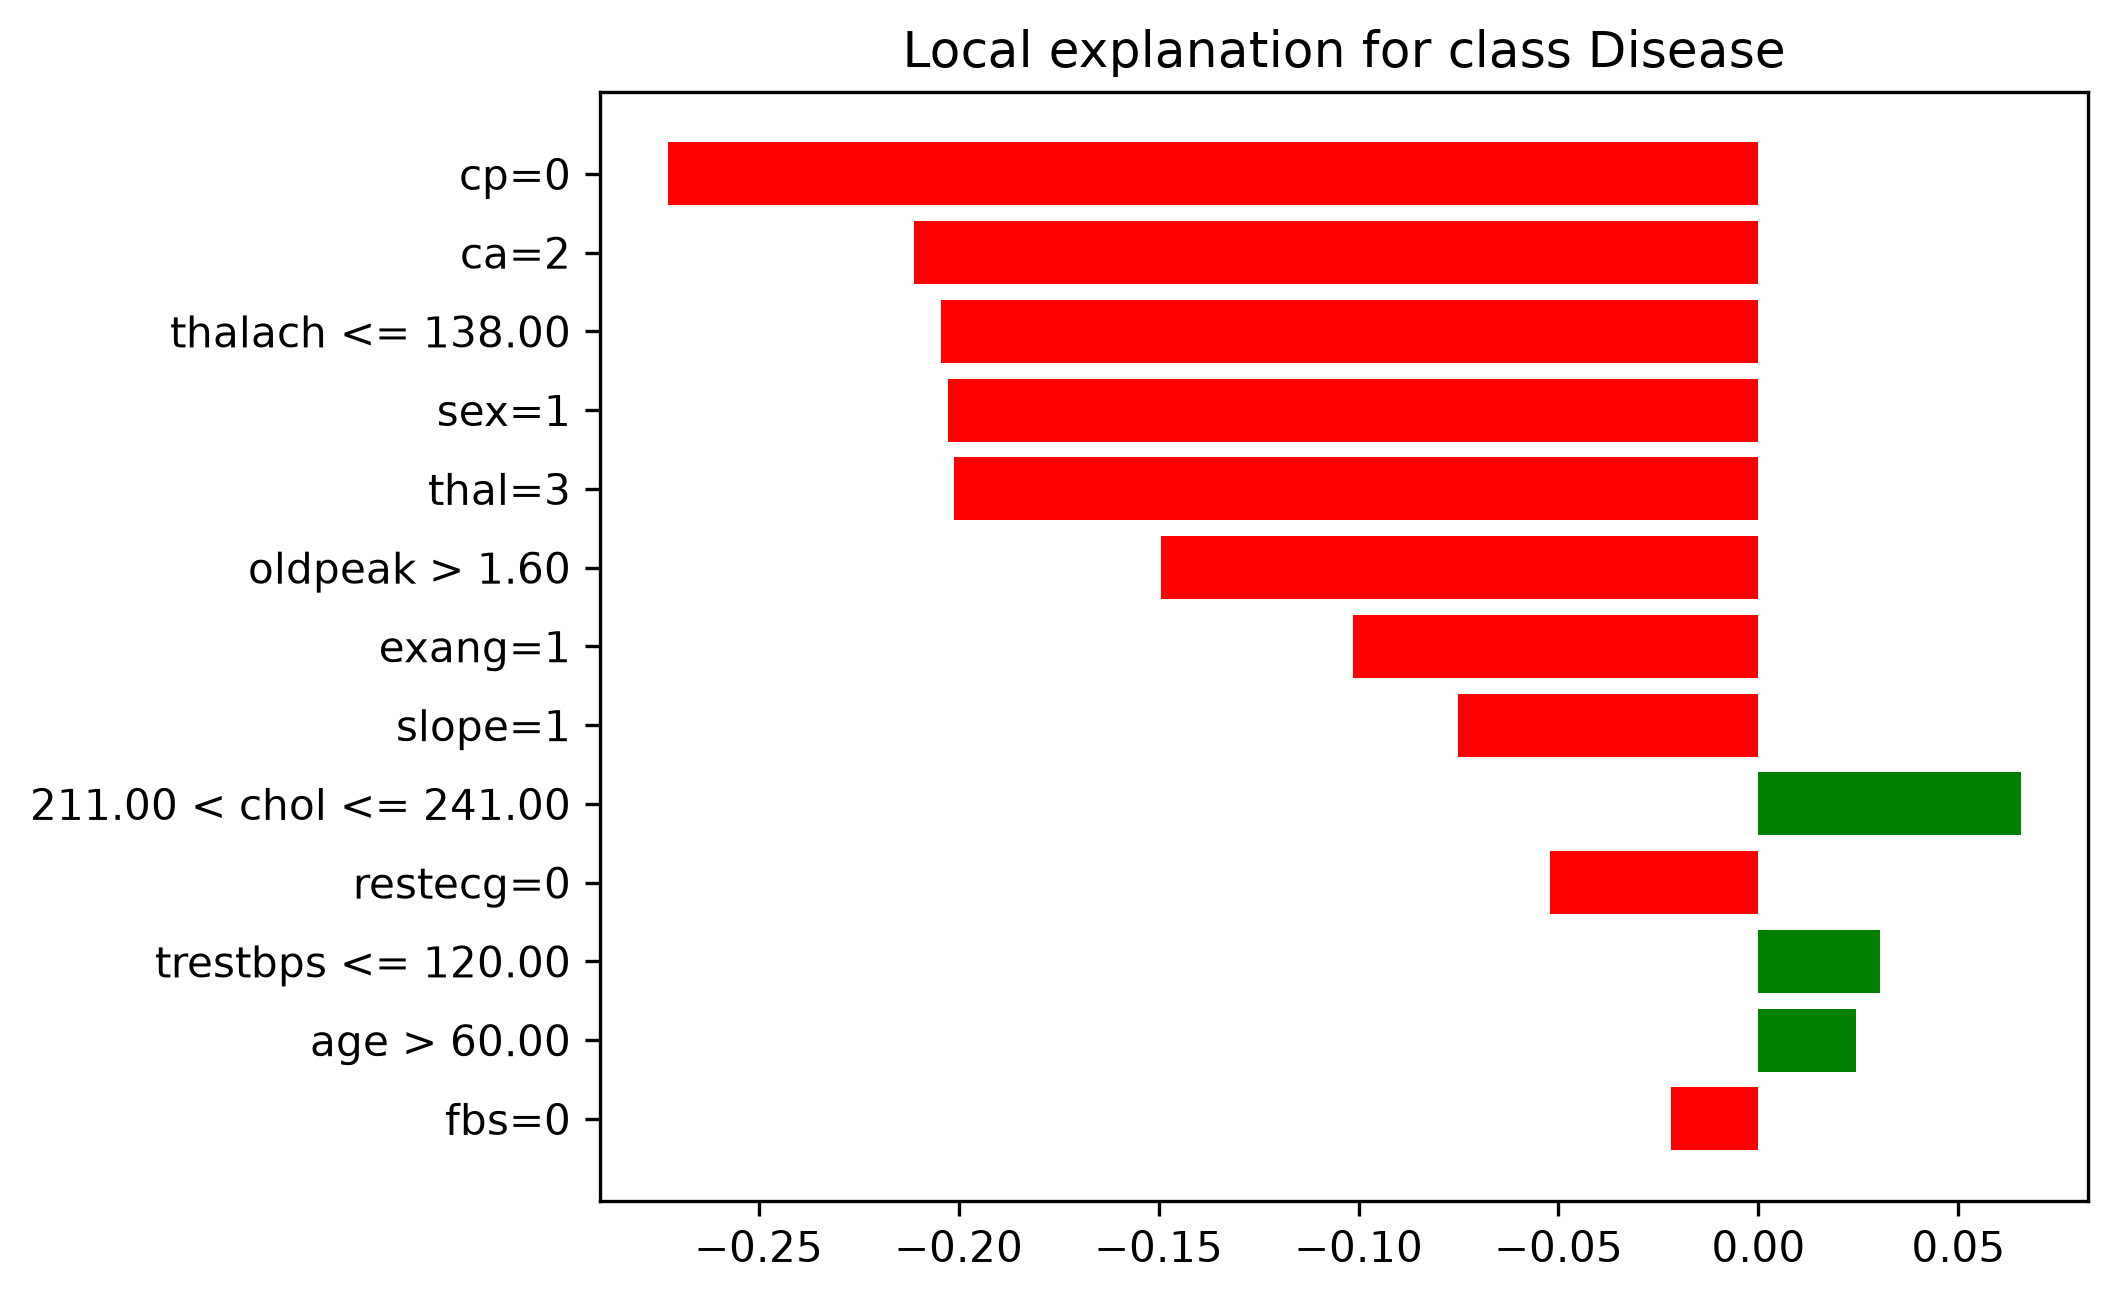 Local explanation for class Disease
cp=0
ca=2
thalach <= 138.00
sex=1
thal=3
oldpeak > 1.60
exang=1
slope=1
211.00 < chol <= 241.00
restecg=0
trestbps <= 120.00
age > 60.00
fbs=0
−0.25 −0.20 −0.15 −0.10 −0.05 0.00 0.05